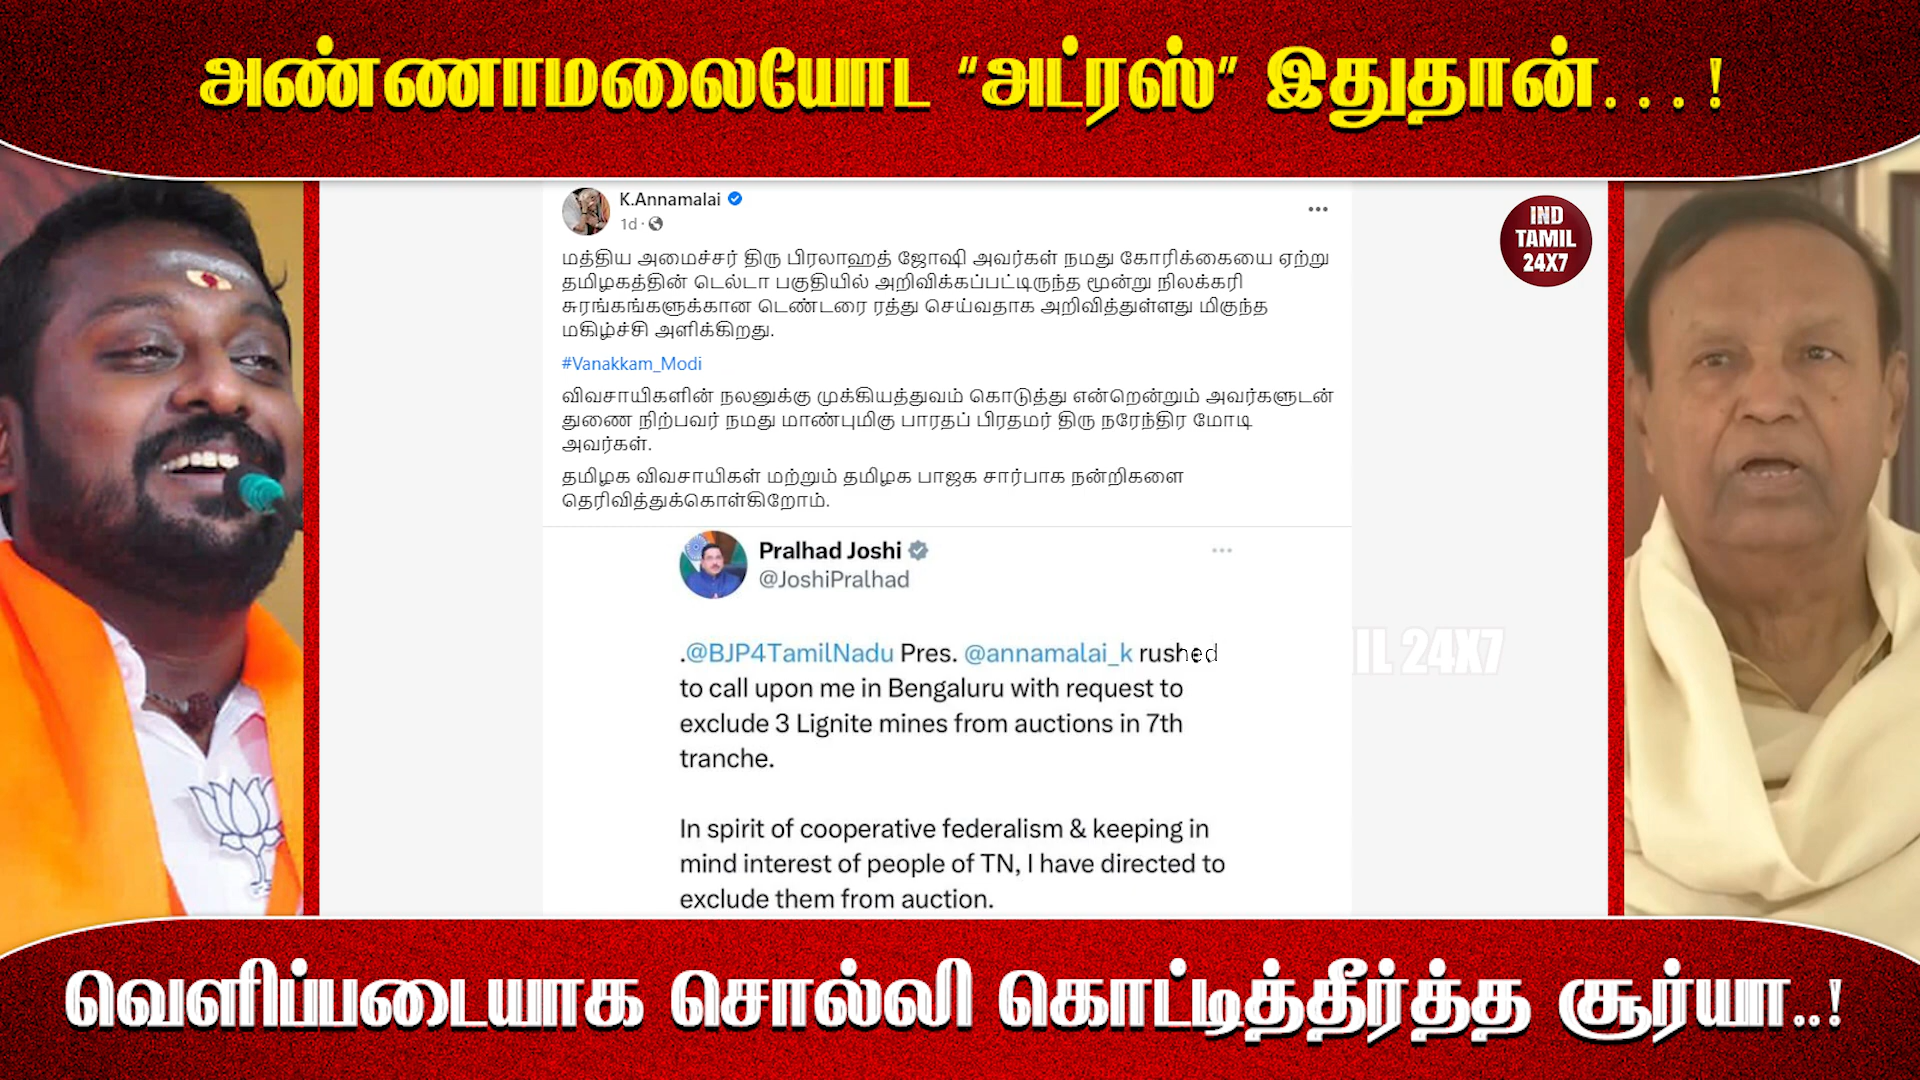 அண்ணாமலையோட "அட்ரஸ்" இதுதான்...!
K.Annamalai
1d
மத்திய அமைச்சர் திரு பிரலாஹத் ஜோஷி அவர்கள் நமது கோரிக்கையை ஏற்று
தமிழகத்தின் டெல்டா பகுதியில் அறிவிக்கப்பட்டிருந்த மூன்று நிலக்கரி
சுரங்கங்களுக்கான டெண்டரை ரத்து செய்வதாக அறிவித்துள்ளது மிகுந்த
மகிழ்ச்சி அளிக்கிறது.
#Vanakkam_Modi
விவசாயிகளின் நலனுக்கு முக்கியத்துவம் கொடுத்து என்றென்றும் அவர்களுடன்
துணை நிற்பவர் நமது மாண்புமிகு பாரதப் பிரதமர் திரு நரேந்திர மோடி
அவர்கள்.
தமிழக விவசாயிகள் மற்றும் தமிழக பாஜக சார்பாக நன்றிகளை
தெரிவித்துக்கொள்கிறோம்.
Pralhad Joshi
@JoshiPralhad
.@BJP4TamilNadu Pres. @annamalai_k rushed
to call upon me in Bengaluru with request to
exclude 3 Lignite mines from auctions in 7th
tranche.
In spirit of cooperative federalism & keeping in
mind interest of people of TN, I have directed to
exclude them from auction.
IND
TAMIL
24X7
IL 24X7
வெளிப்படையாக சொல்லி கொட்டித்தீர்த்த சூர்யா..!